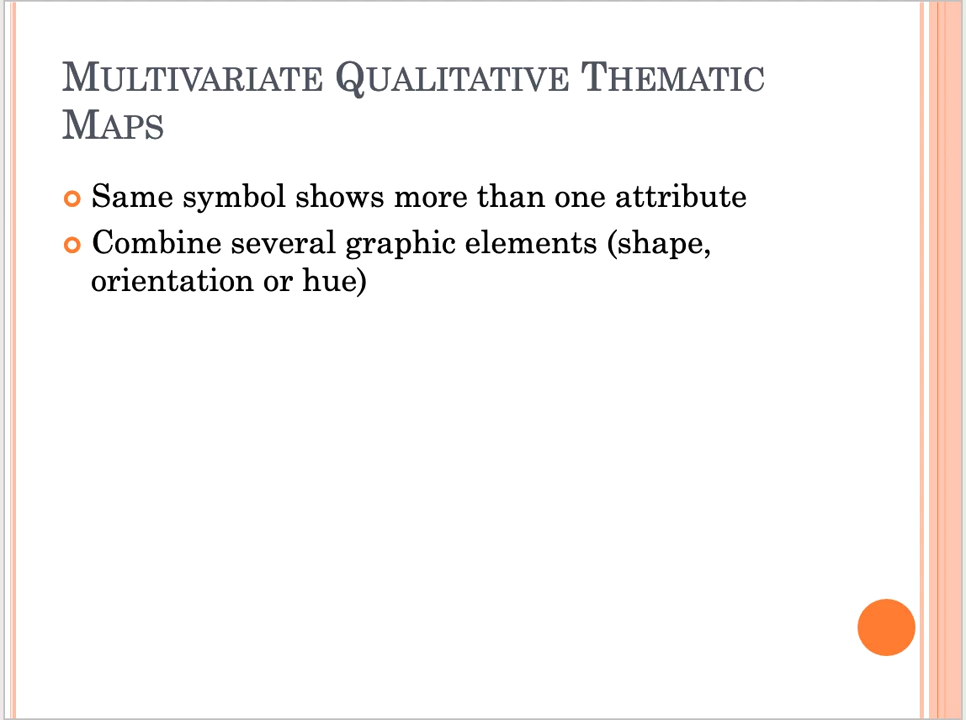 Multivariate Qualitative Thematic
Maps
Same symbol shows more than one attribute
Combine several graphic elements (shape,
orientation or hue)